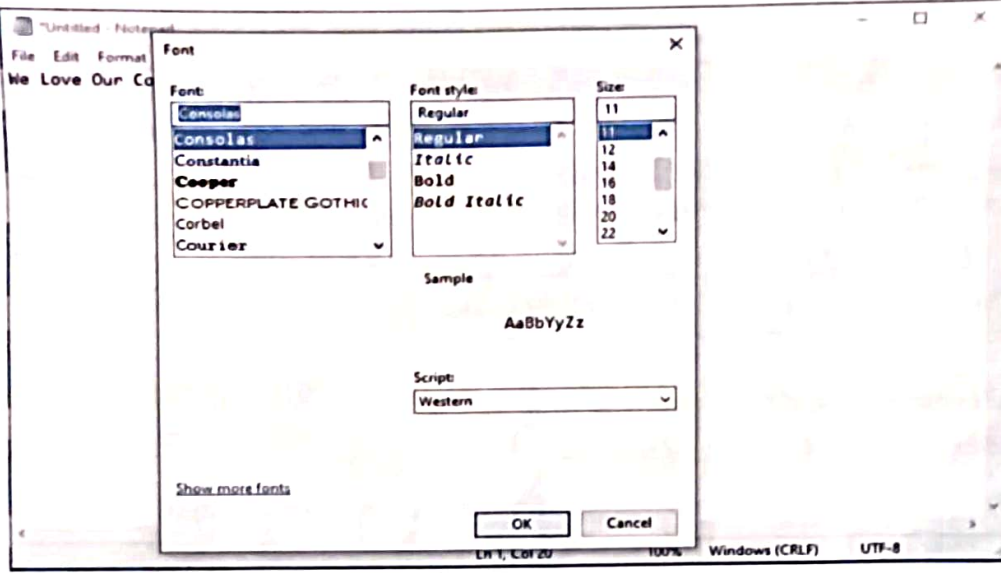 *Untitled - Notepad
File Edit Format
We Love Our Co
Font
Font:
Consolas
Consolas
Constantia
Cooper
COPPERPLATE GOTHIC
Corbel
Courier
Font style:
Regular
Regular
Italic
Bold
Bold Italic
Size:
11
11
12
14
16
18
20
22
Sample
AaBbYyZz
Script:
Western
Show more fonts
OK Cancel
Ln 1, Col 20 100% Windows (CRLF) UTF-8